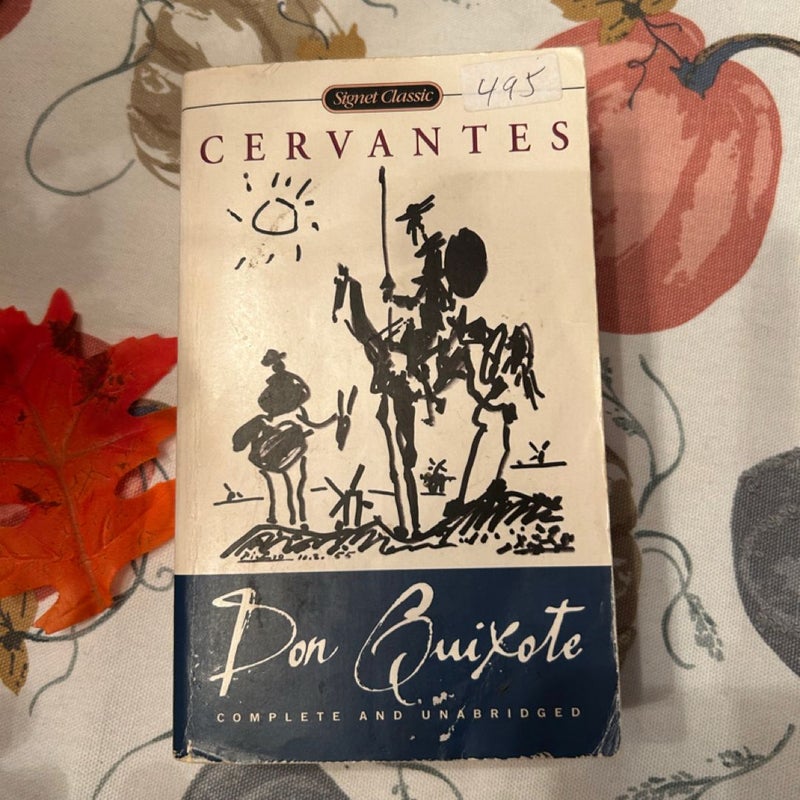 Signet Classic
495
CERVANTES
Don Quixote
COMPLETE AND UNABRIDGED